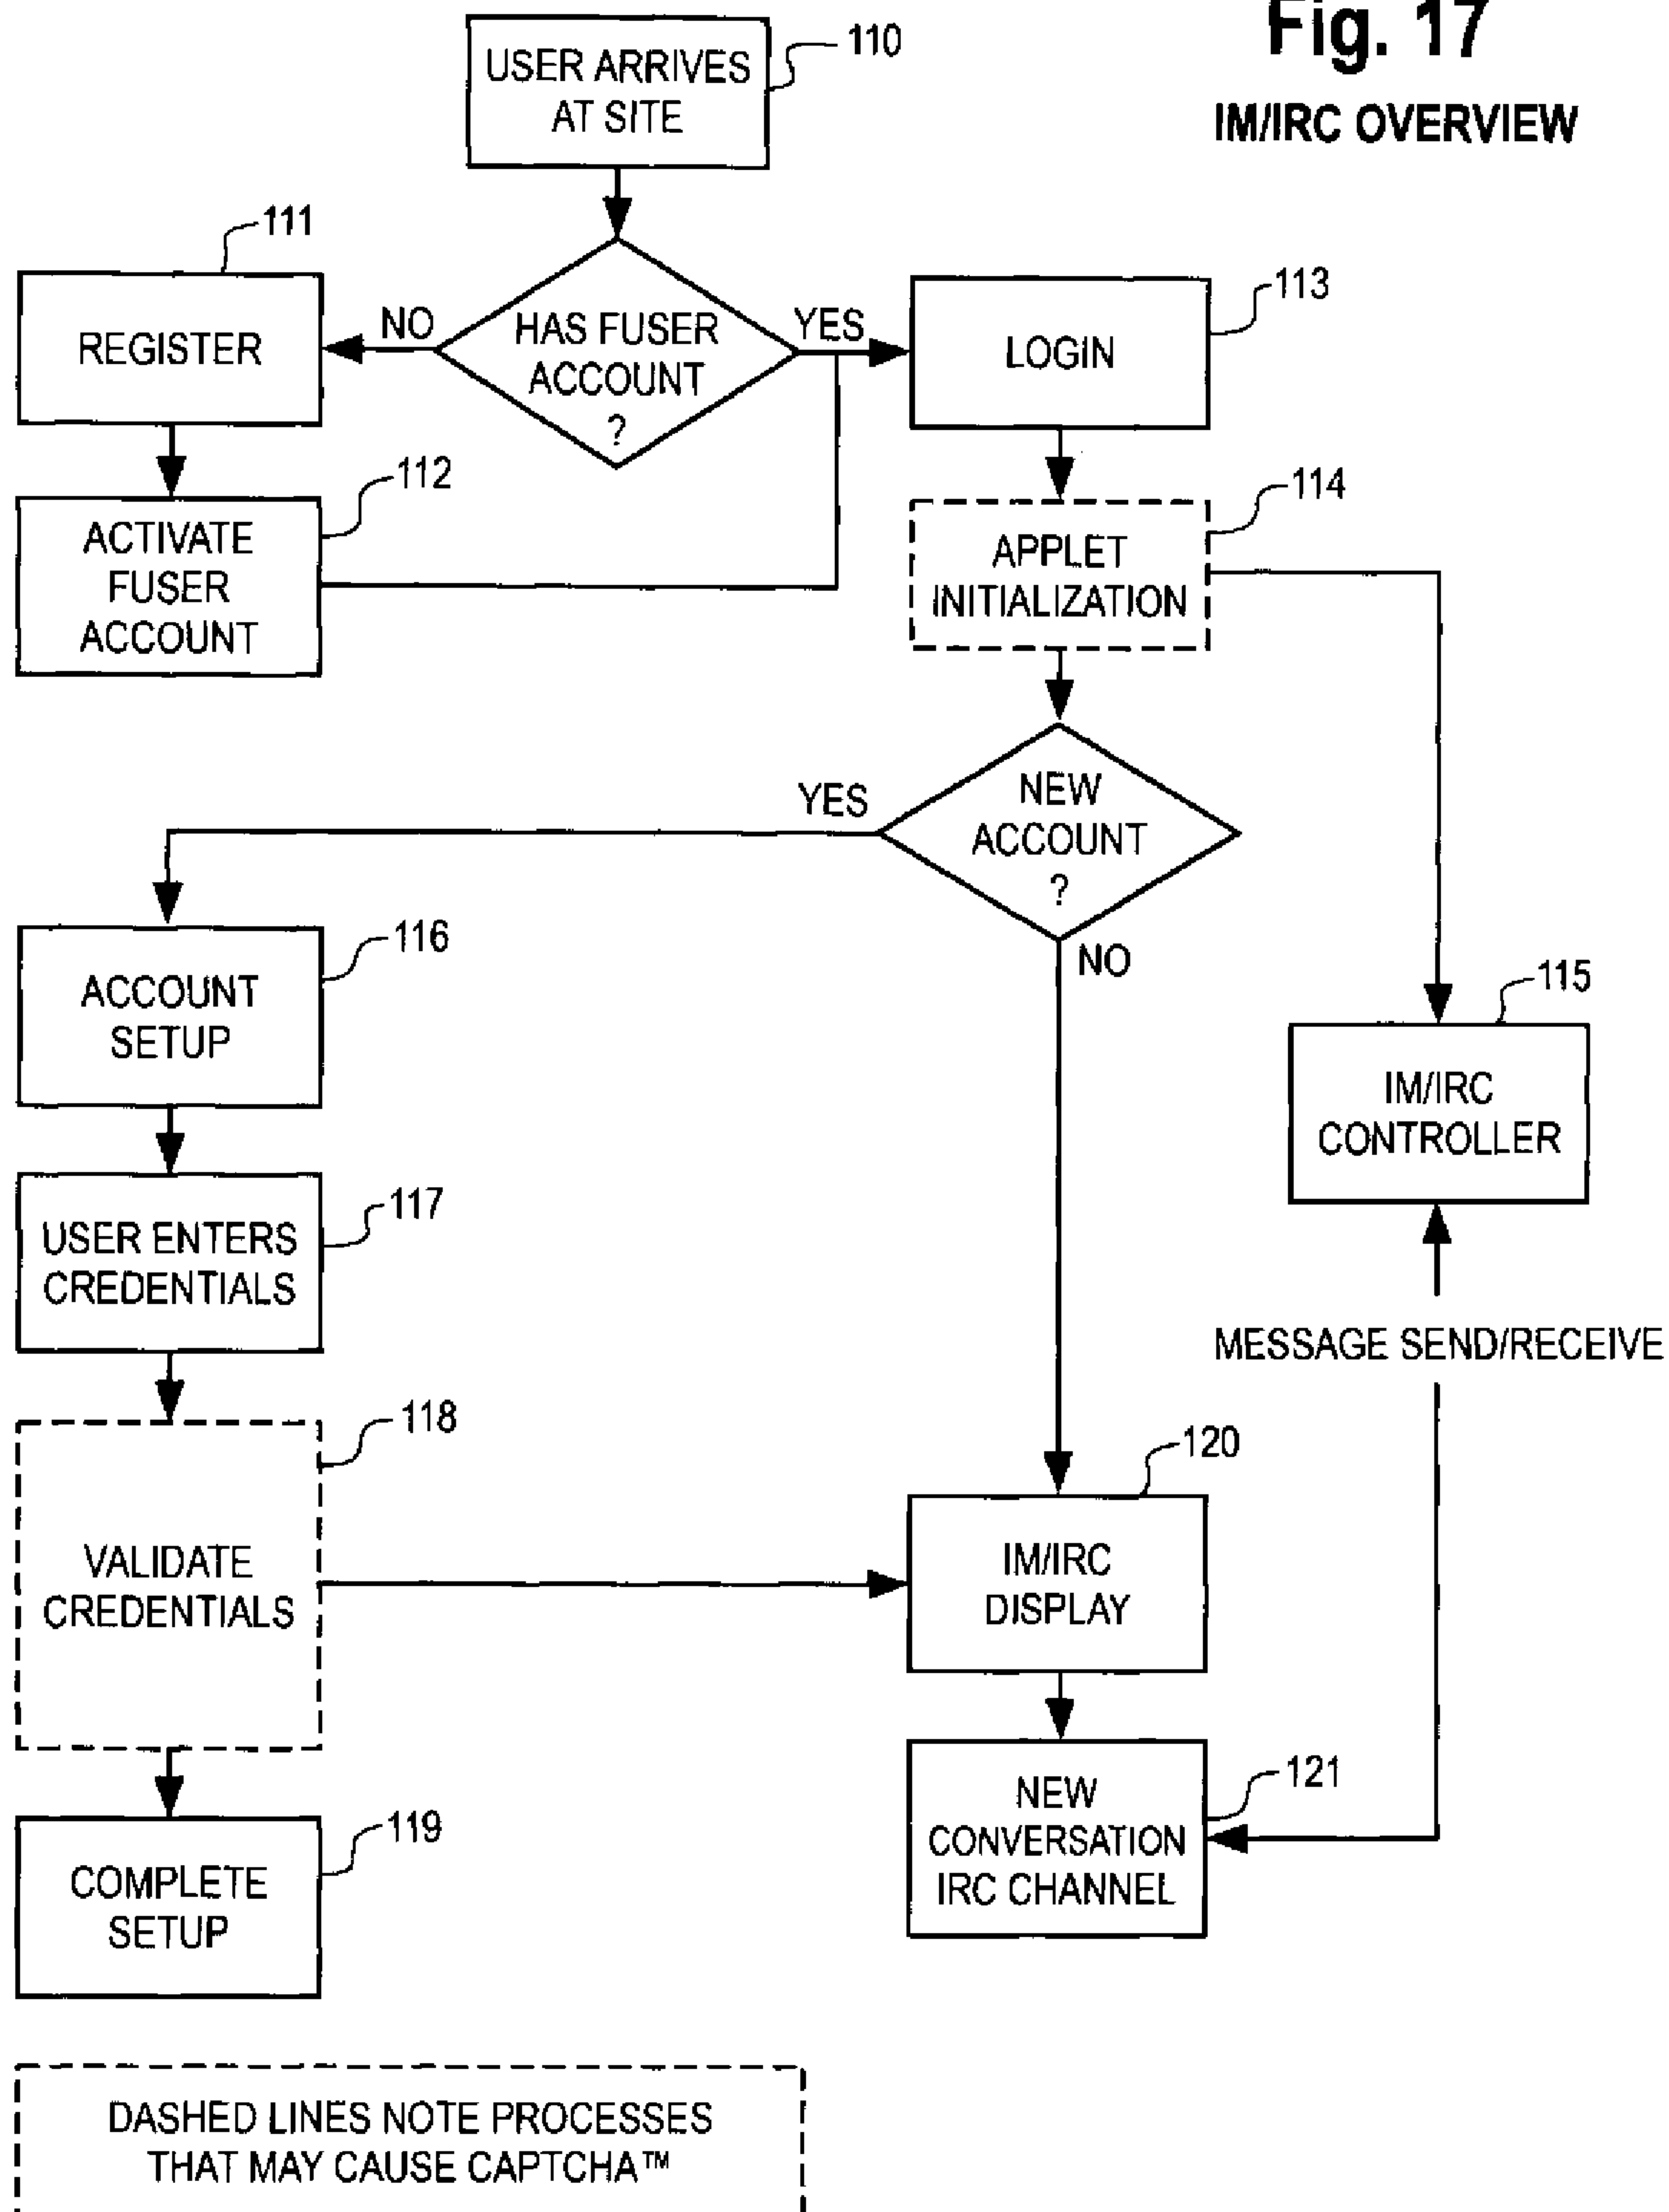 Fig. 17
IM/IRC OVERVIEW
110
USER ARRIVES
AT SITE
111
REGISTER
NO
HAS FUSER
ACCOUNT
?
YES
113
LOGIN
112
ACTIVATE
FUSER
ACCOUNT
114
APPLET
INITIALIZATION
YES
NEW
ACCOUNT
?
NO
116
ACCOUNT
SETUP
115
IM/IRC
CONTROLLER
117
USER ENTERS
CREDENTIALS
MESSAGE SEND/RECEIVE
118
VALIDATE
CREDENTIALS
120
IM/IRC
DISPLAY
119
COMPLETE
SETUP
121
NEW
CONVERSATION
IRC CHANNEL
DASHED LINES NOTE PROCESSES
THAT MAY CAUSE CAPTCHA™